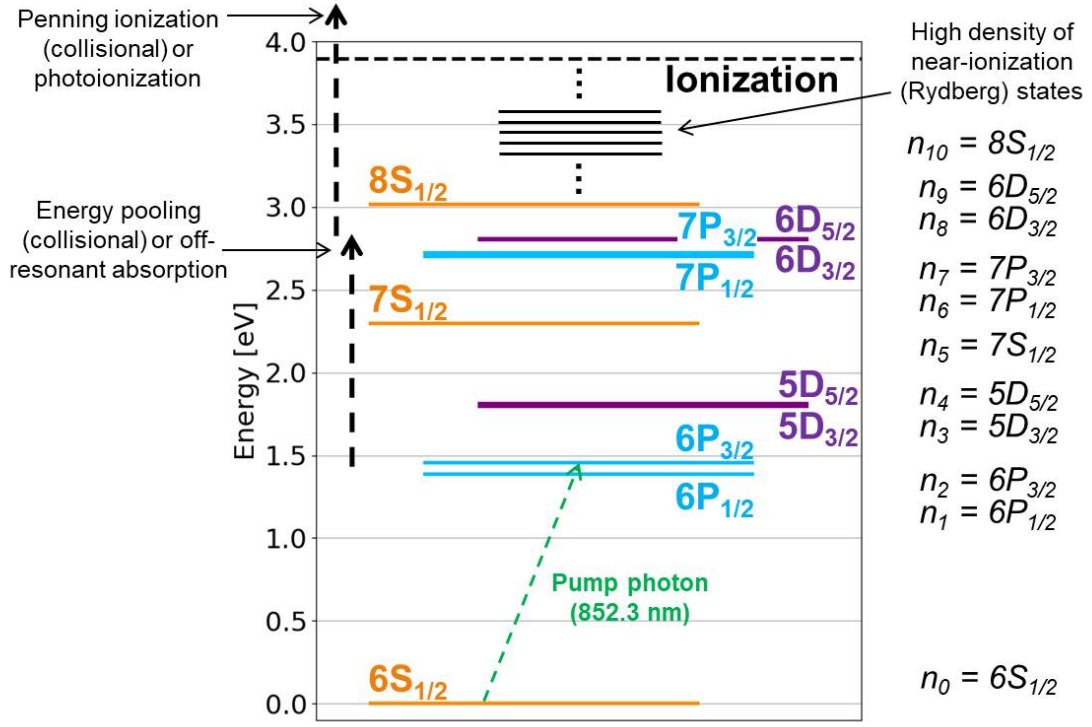 Penning ionization
(collisional) or
photoionization
High density of
near-ionization
(Rydberg) states
Energy pooling
(collisional) or off-
resonant absorption
Energy [eV]
4.0
3.5
3.0
2.5
2.0
1.5
1.0
0.5
0.0
Ionization
8S1/2
6D5/2
7P3/2
6D3/2
7P1/2
7S1/2
5D5/2
5D3/2
6P3/2
6P1/2
Pump photon
(852.3 nm)
6S1/2
n10 = 8S1/2
n9 = 6D5/2
n8 = 6D3/2
n7 = 7P3/2
n6 = 7P1/2
n5 = 7S1/2
n4 = 5D5/2
n3 = 5D3/2
n2 = 6P3/2
n1 = 6P1/2
n0 = 6S1/2